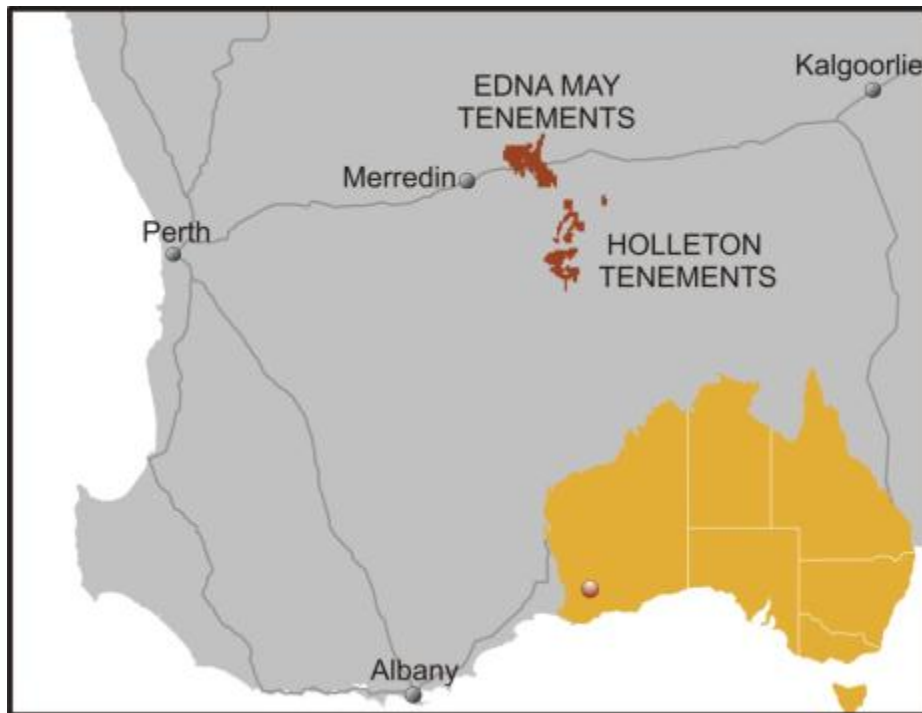 Kalgoorlie
EDNA MAY
TENEMENTS
Merredin
Perth
HOLLETON
TENEMENTS
Albany